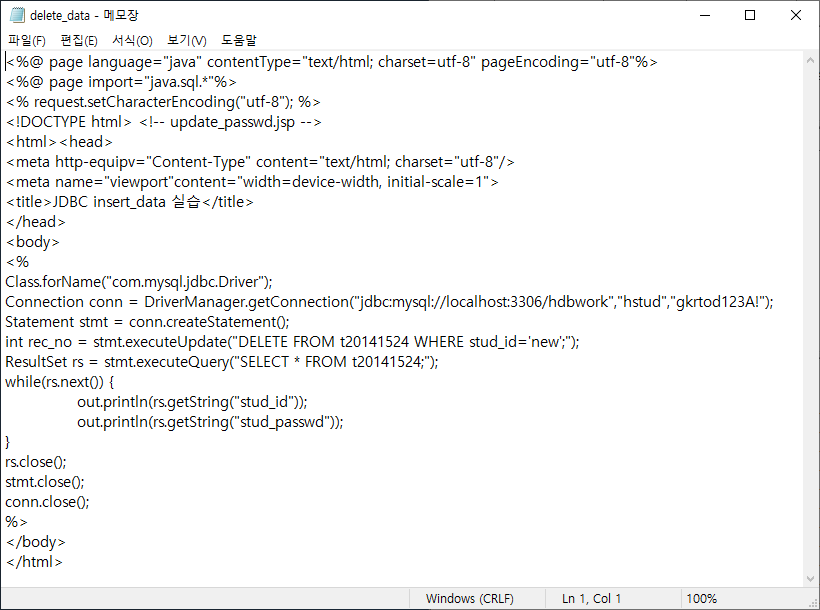 delete_data - 메모장
파일(F) 편집(E) 서식(O) 보기(V) 도움말
<%@ page language="java" contentType="text/html; charset=utf-8" pageEncoding="utf-8"%>
<%@ page import="java.sql.*"%>
<% request.setCharacterEncoding("utf-8"); %>
<!DOCTYPE html> <!-- update_passwd.jsp -->
<html><head>
<meta http-equipv="Content-Type" content="text/html; charset="utf-8"/>
<meta name="viewport"content="width=device-width, initial-scale=1">
<title>JDBC insert_data 실습</title>
</head>
<body>
<%
Class.forName("com.mysql.jdbc.Driver");
Connection conn = DriverManager.getConnection("jdbc:mysql://localhost:3306/hdbwork","hstud","gkrtod123A!");
Statement stmt = conn.createStatement();
int rec_no = stmt.executeUpdate("DELETE FROM t20141524 WHERE stud_id='new';");
ResultSet rs = stmt.executeQuery("SELECT * FROM t20141524;");
while(rs.next()) {
out.println(rs.getString("stud_id"));
out.println(rs.getString("stud_passwd"));
}
rs.close();
stmt.close();
conn.close();
%>
</body>
</html>
Windows (CRLF) Ln 1, Col 1 100%